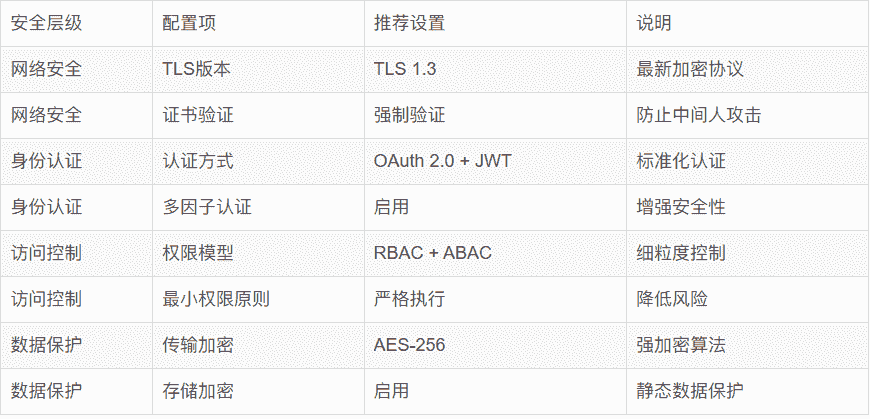 安全层级 配置项 推荐设置 说明
网络安全 TLS版本 TLS 1.3 最新加密协议
网络安全 证书验证 强制验证 防止中间人攻击
身份认证 认证方式 OAuth 2.0 + JWT 标准化认证
身份认证 多因子认证 启用 增强安全性
访问控制 权限模型 RBAC + ABAC 细粒度控制
访问控制 最小权限原则 严格执行 降低风险
数据保护 传输加密 AES-256 强加密算法
数据保护 存储加密 启用 静态数据保护